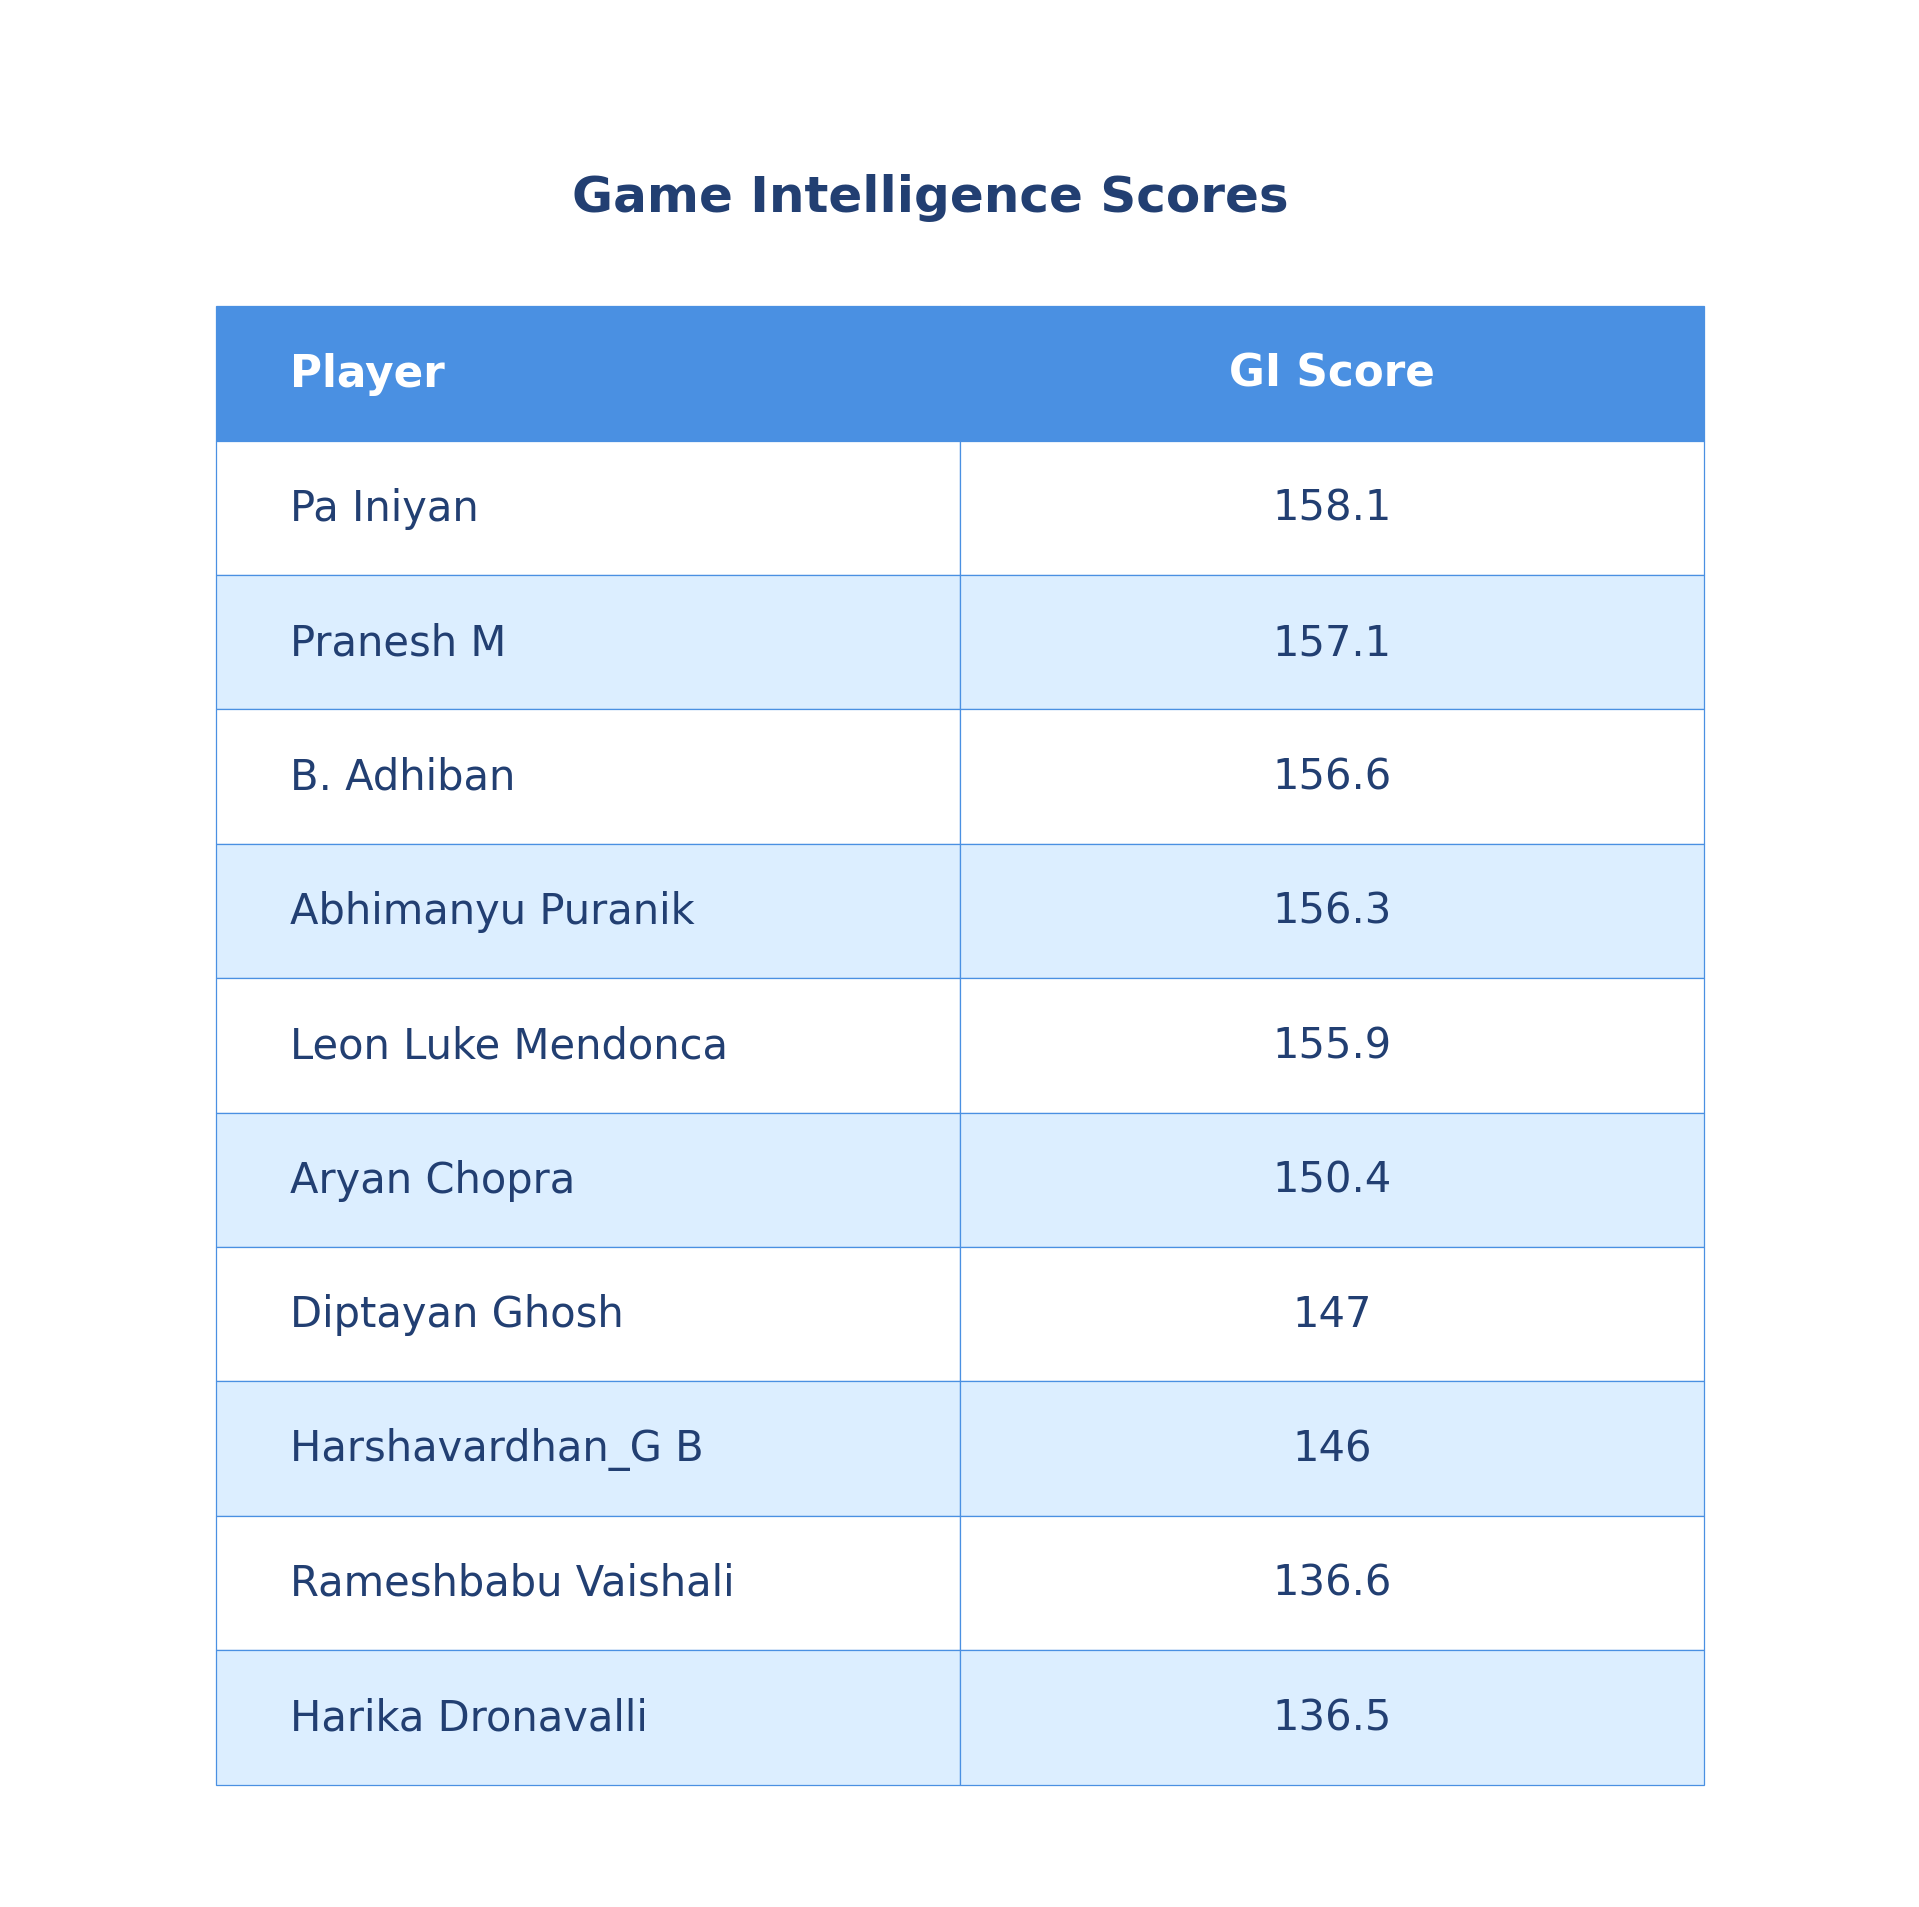 Game Intelligence Scores
Player GI Score
Pa Iniyan 158.1
Pranesh M 157.1
B. Adhiban 156.6
Abhimanyu Puranik 156.3
Leon Luke Mendonca 155.9
Aryan Chopra 150.4
Diptayan Ghosh 147
Harshavardhan_G B 146
Rameshbabu Vaishali 136.6
Harika Dronavalli 136.5